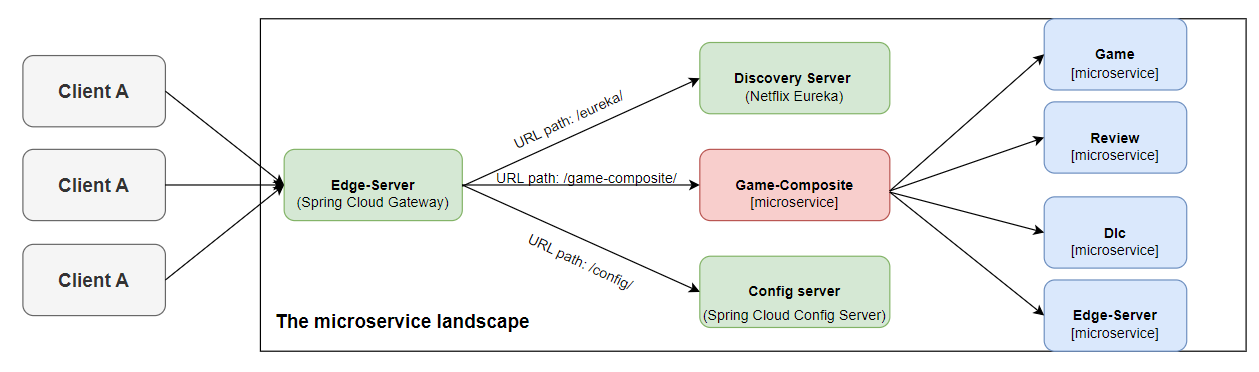 Client A
Client A
Client A
Edge-Server
(Spring Cloud Gateway)
URL path: /eureka/
URL path: /game-composite/
URL path: /config/
Discovery Server
(Netflix Eureka)
Game-Composite
[microservice]
Config server
(Spring Cloud Config Server)
Game
[microservice]
Review
[microservice]
Dlc
[microservice]
Edge-Server
[microservice]
The microservice landscape